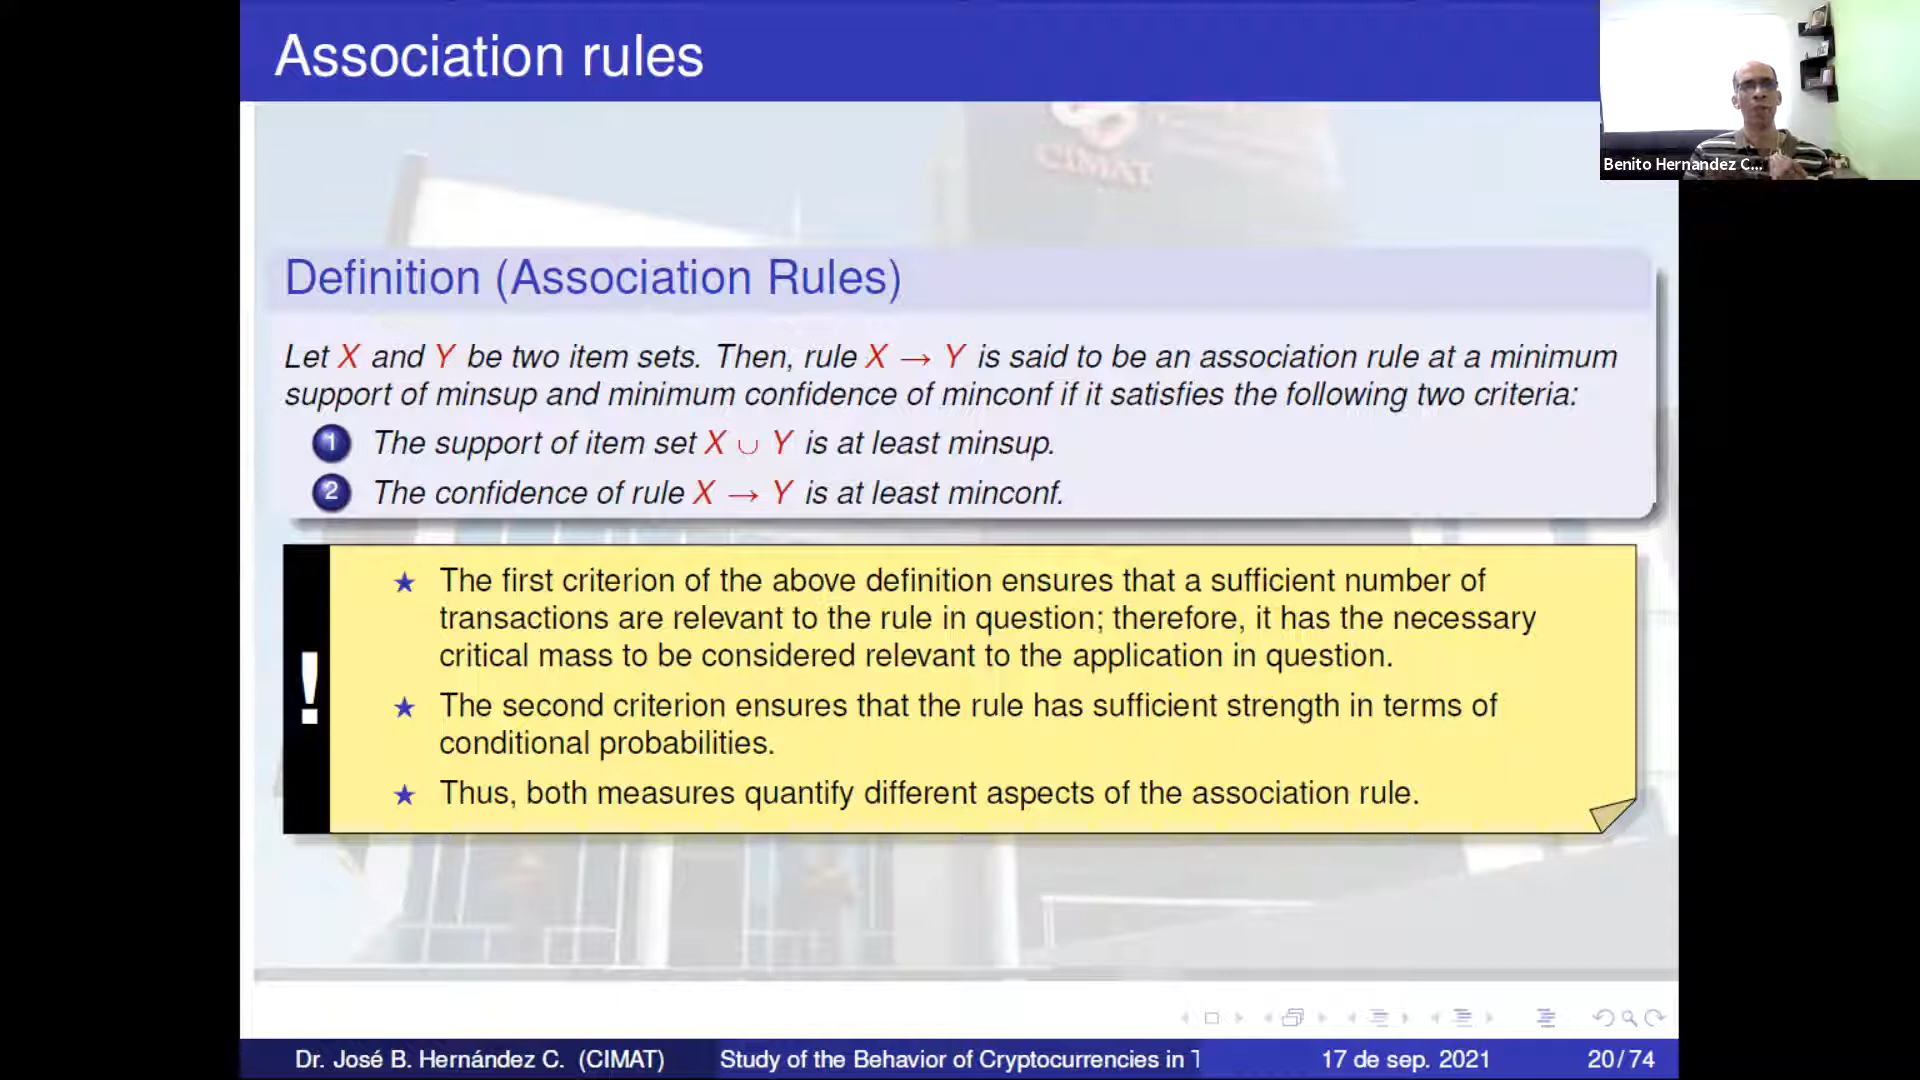 Association rules
Benito Hernandez C...
CIMAT
Definition (Association Rules)
Let X and Y be two item sets. Then, rule X → Y is said to be an association rule at a minimum
support of minsup and minimum confidence of minconf if it satisfies the following two criteria:
1 The support of item set X ∪ Y is at least minsup.
2 The confidence of rule X → Y is at least minconf.
!
★ The first criterion of the above definition ensures that a sufficient number of
transactions are relevant to the rule in question; therefore, it has the necessary
critical mass to be considered relevant to the application in question.
★ The second criterion ensures that the rule has sufficient strength in terms of
conditional probabilities.
★ Thus, both measures quantify different aspects of the association rule.
Dr. José B. Hernández C. (CIMAT) Study of the Behavior of Cryptocurrencies in T 17 de sep. 2021 20/74